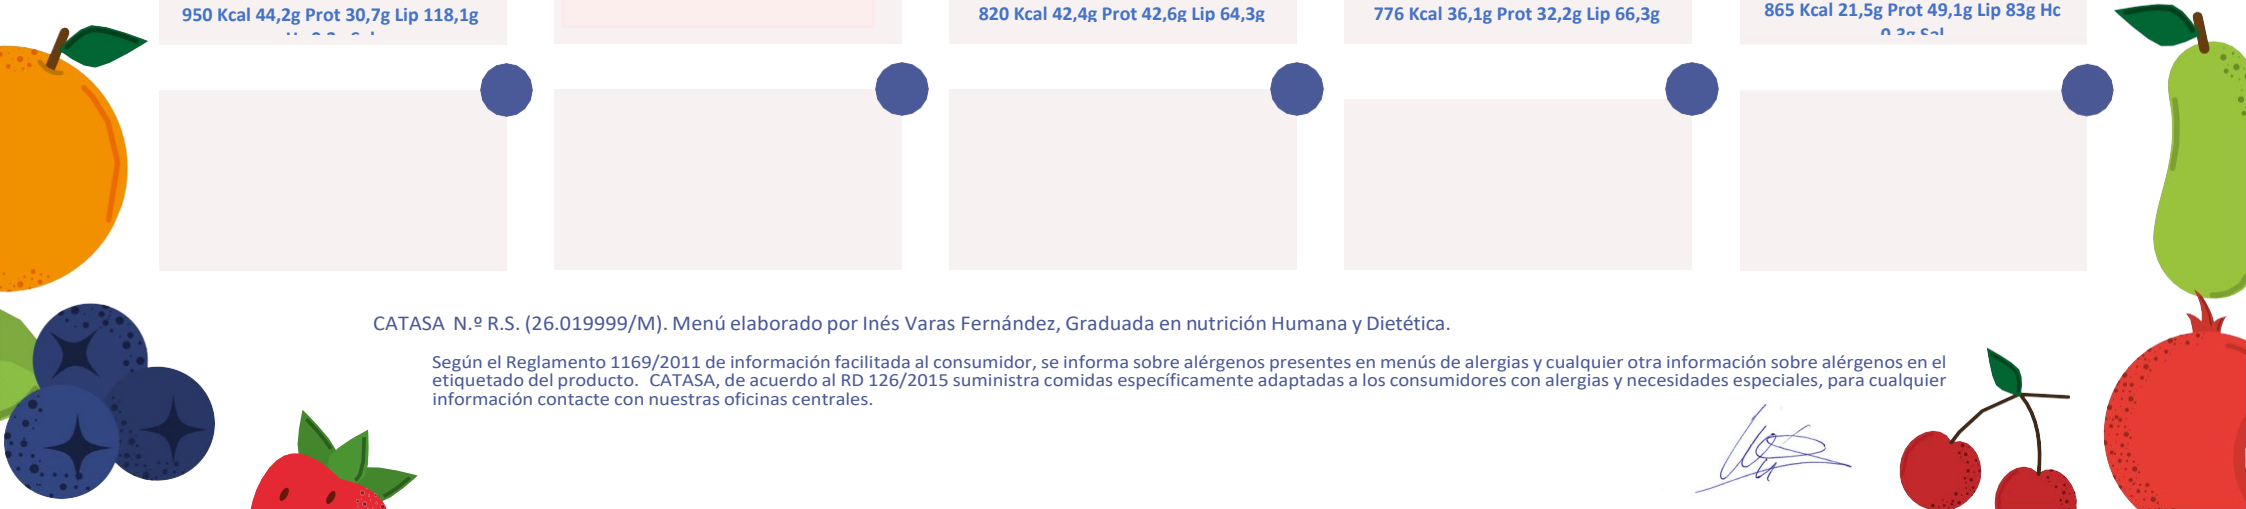 950 Kcal 44,2g Prot 30,7g Lip 118,1g
820 Kcal 42,4g Prot 42,6g Lip 64,3g
776 Kcal 36,1g Prot 32,2g Lip 66,3g
865 Kcal 21,5g Prot 49,1g Lip 83g Hc
0,3g Sal
CATASA N.º R.S. (26.019999/M). Menú elaborado por Inés Varas Fernández, Graduada en nutrición Humana y Dietética.
Según el Reglamento 1169/2011 de información facilitada al consumidor, se informa sobre alérgenos presentes en menús de alergias y cualquier otra información sobre alérgenos en el
etiquetado del producto. CATASA, de acuerdo al RD 126/2015 suministra comidas específicamente adaptadas a los consumidores con alergias y necesidades especiales, para cualquier
información contacte con nuestras oficinas centrales.